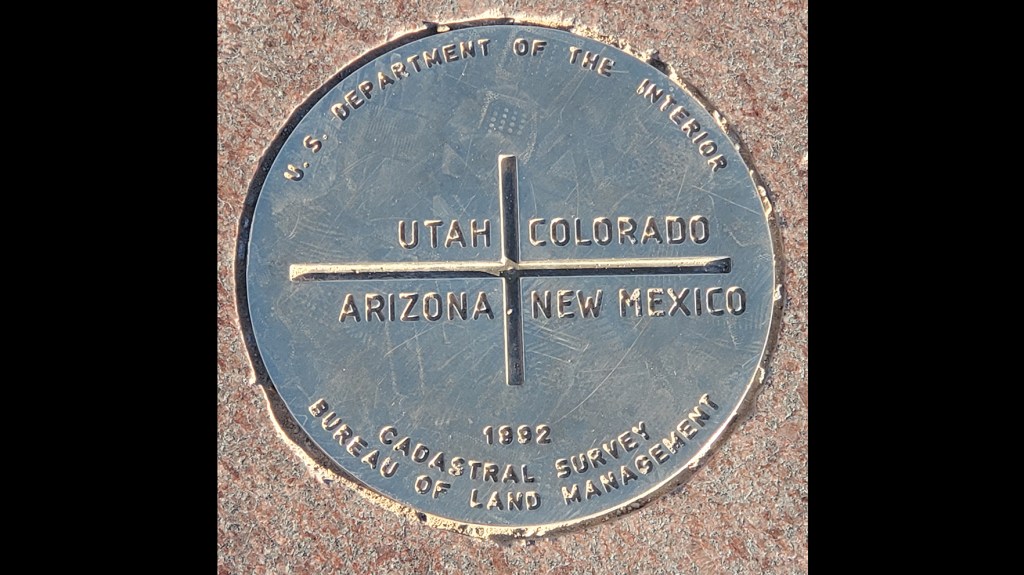 U.S. DEPARTMENT OF THE INTERIOR
UTAH COLORADO
ARIZONA NEW MEXICO
1992
CADASTRAL SURVEY
BUREAU OF LAND MANAGEMENT